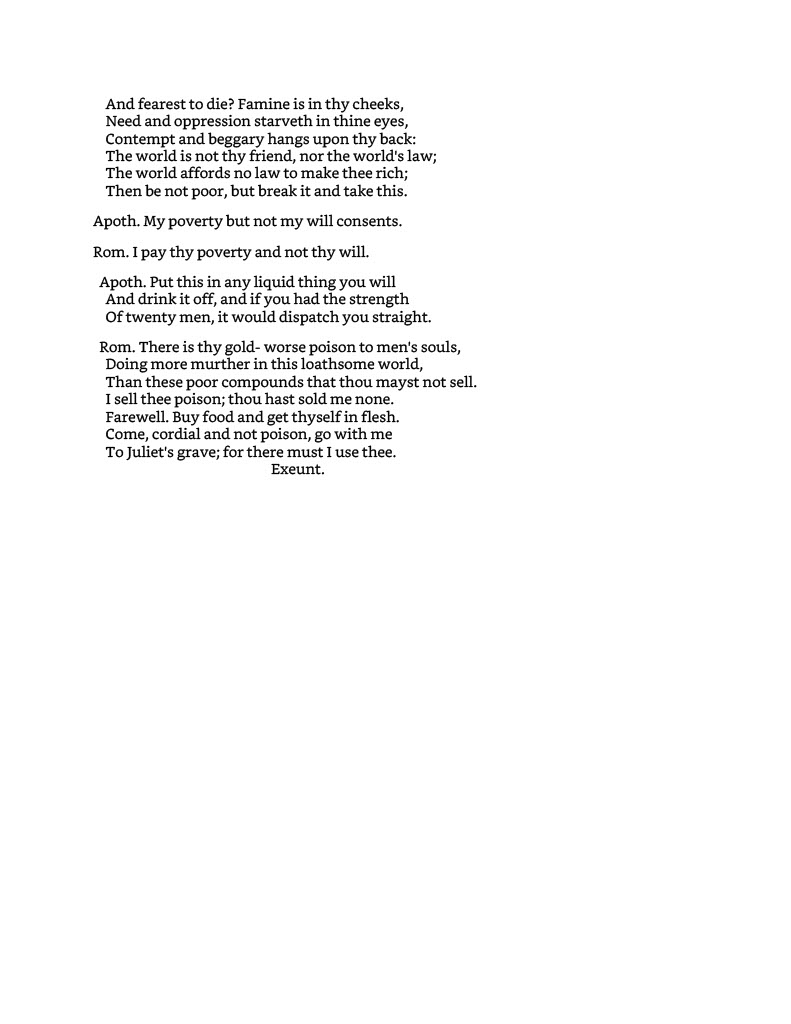 And fearest to die? Famine is in thy cheeks,
Need and oppression starveth in thine eyes,
Contempt and beggary hangs upon thy back:
The world is not thy friend, nor the world's law;
The world affords no law to make thee rich;
Then be not poor, but break it and take this.
Apoth. My poverty but not my will consents.
Rom. I pay thy poverty and not thy will.
Apoth. Put this in any liquid thing you will
And drink it off, and if you had the strength
Of twenty men, it would dispatch you straight.
Rom. There is thy gold- worse poison to men's souls,
Doing more murther in this loathsome world,
Than these poor compounds that thou mayst not sell.
I sell thee poison; thou hast sold me none.
Farewell. Buy food and get thyself in flesh.
Come, cordial and not poison, go with me
To Juliet's grave; for there must I use thee.
Exeunt.